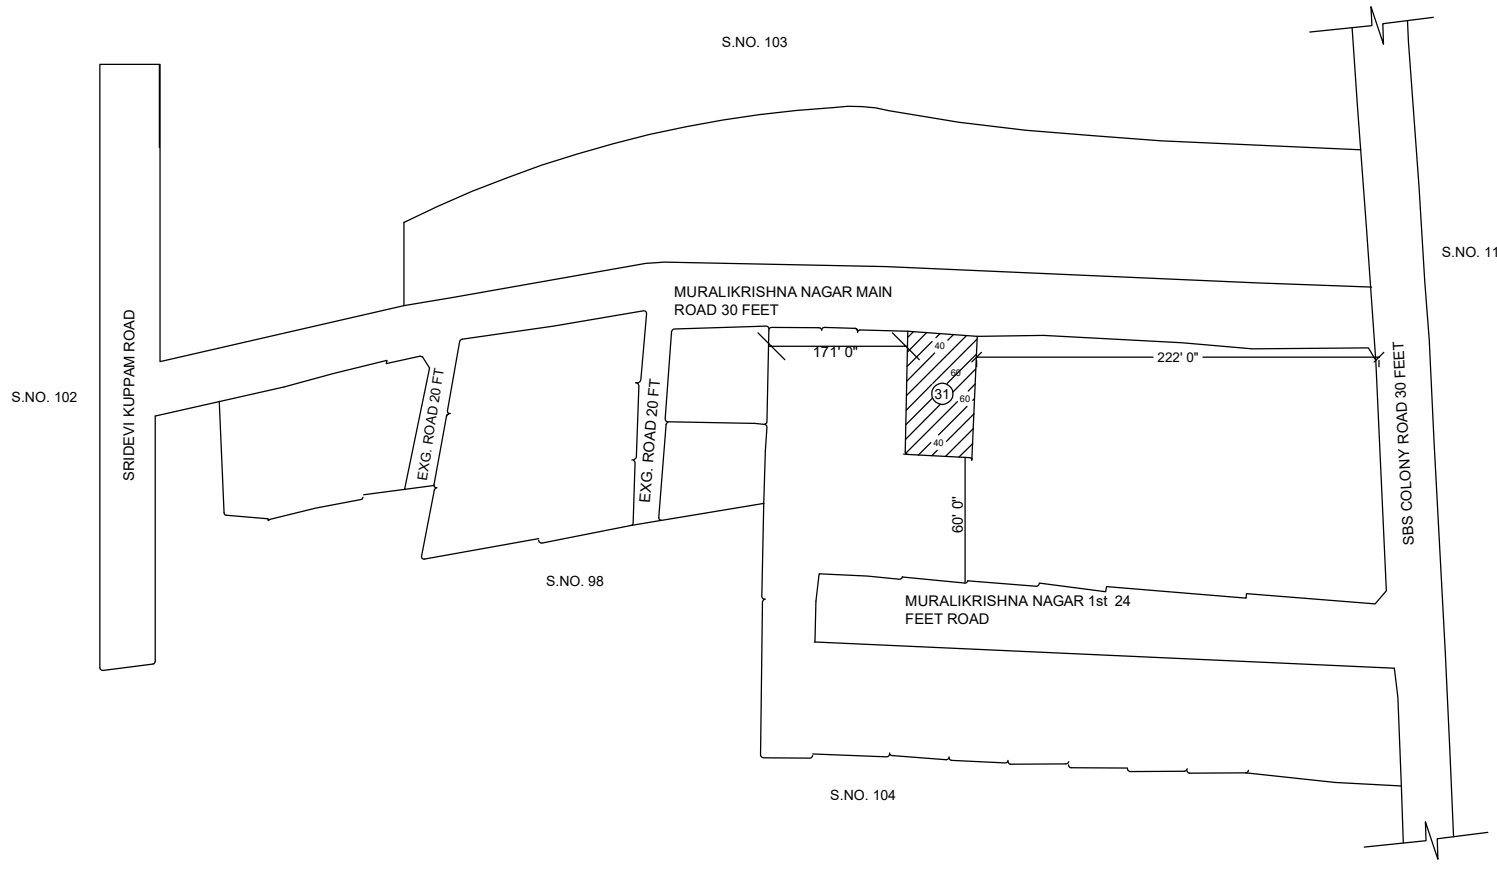 S.NO. 103
S.NO. 11
MURALIKRISHNA NAGAR MAIN
ROAD 30 FEET
SRIDEVI KUPPAM ROAD
S.NO. 102
EXG. ROAD 20 FT
EXG. ROAD 20 FT
171' 0"
40
60
31
60
40
222' 0"
SBS COLONY ROAD 30 FEET
60' 0"
S.NO. 98
MURALIKRISHNA NAGAR 1st 24
FEET ROAD
S.NO. 104